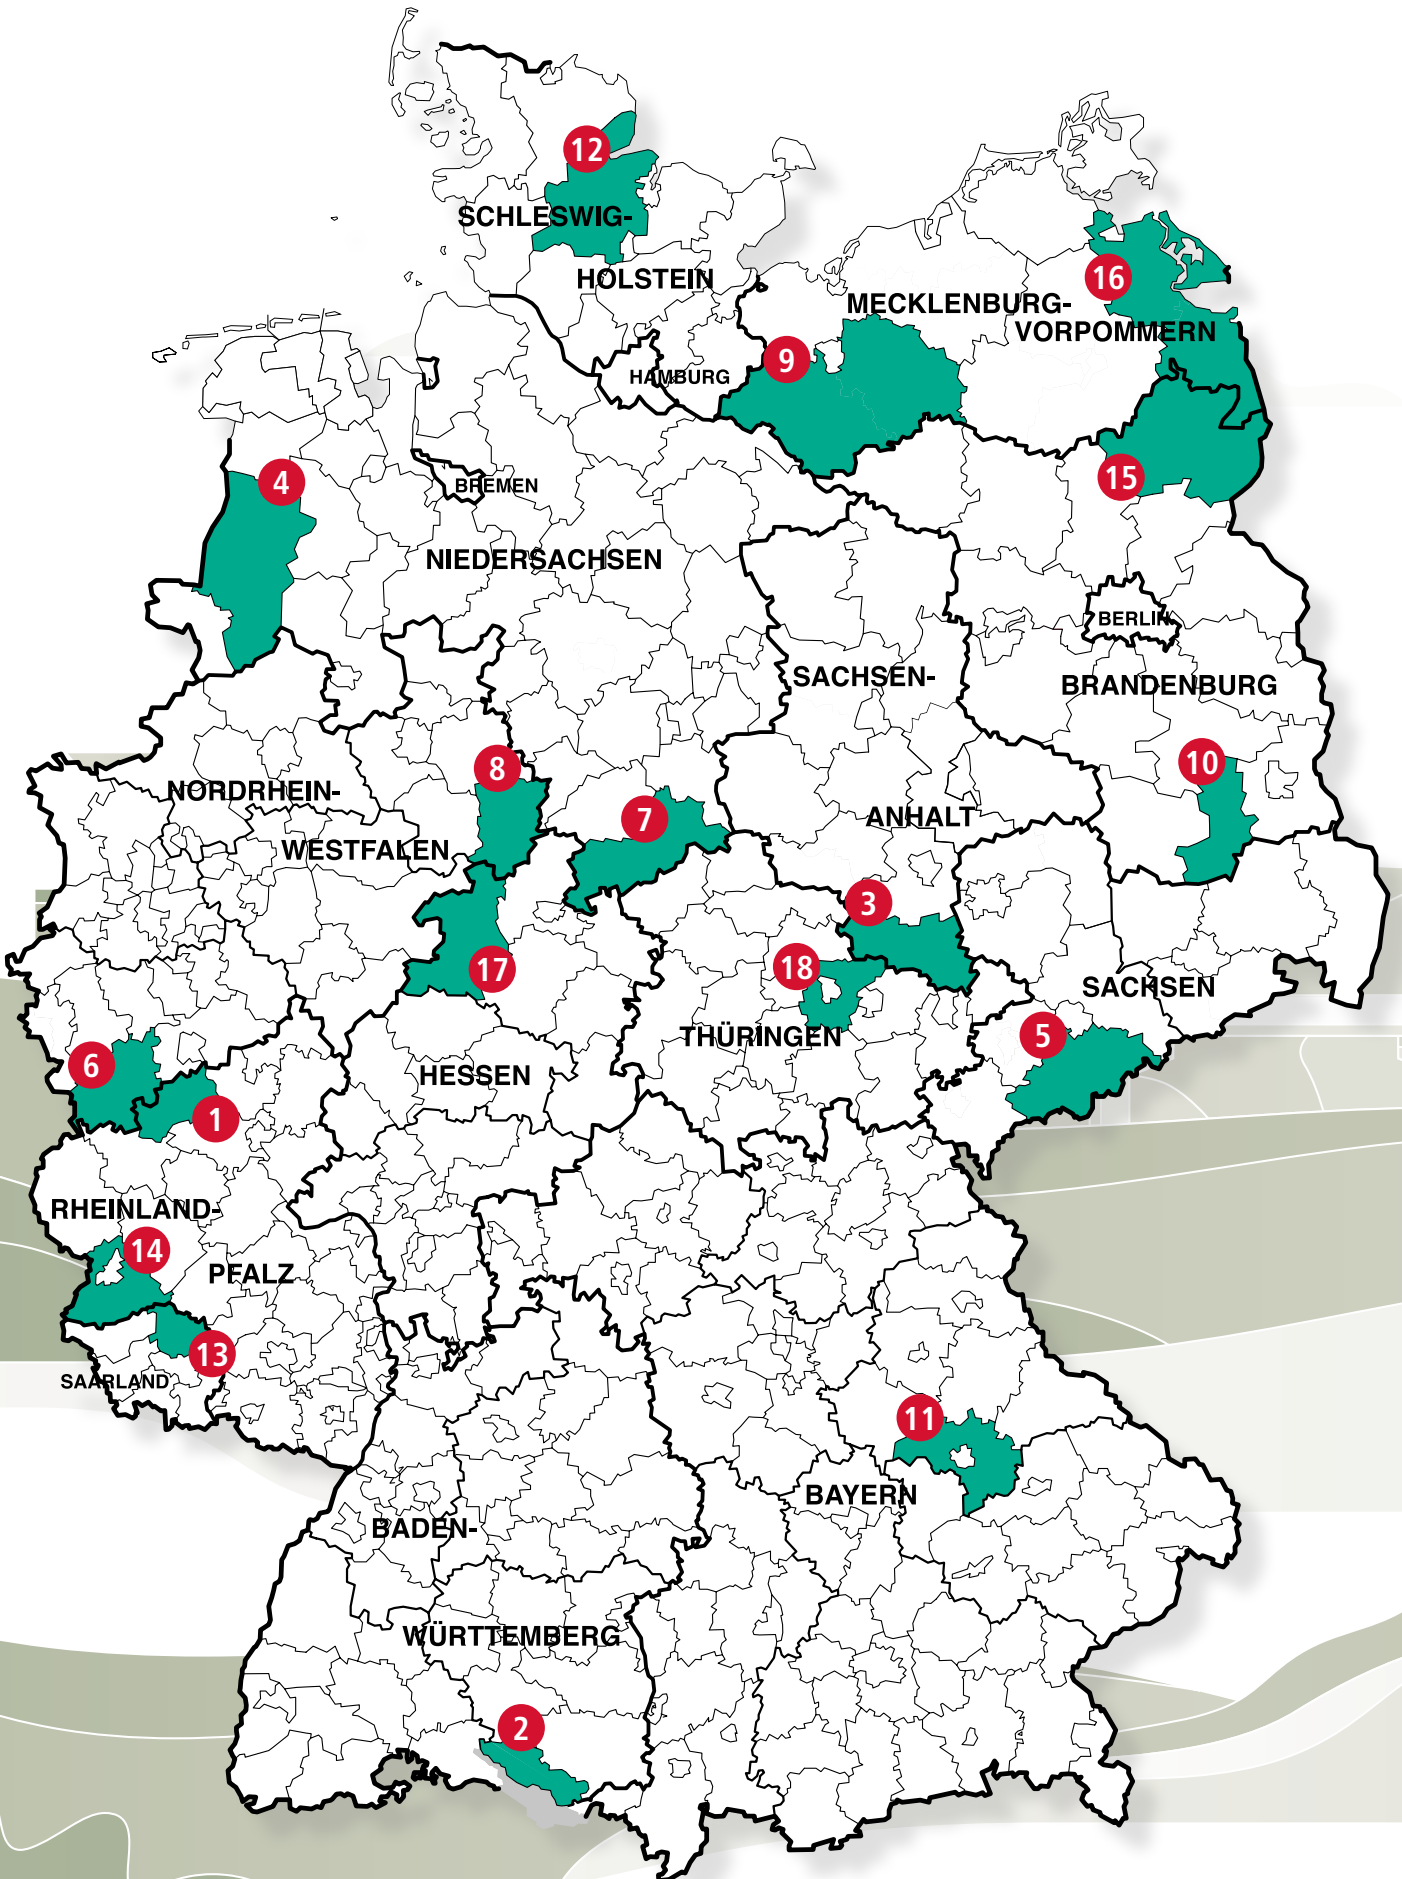 12
SCHLESWIG-
HOLSTEIN
16
MECKLENBURG-
VORPOMMERN
9
HAMBURG
4
BREMEN
15
NIEDERSACHSEN
BERLIN
SACHSEN-
BRANDENBURG
8
10
NORDRHEIN-
7
ANHALT
WESTFALEN
3
17
18
SACHSEN
THÜRINGEN
5
6
HESSEN
1
RHEINLAND-
14
PFALZ
13
SAARLAND
11
BAYERN
BADEN-
WÜRTTEMBERG
2